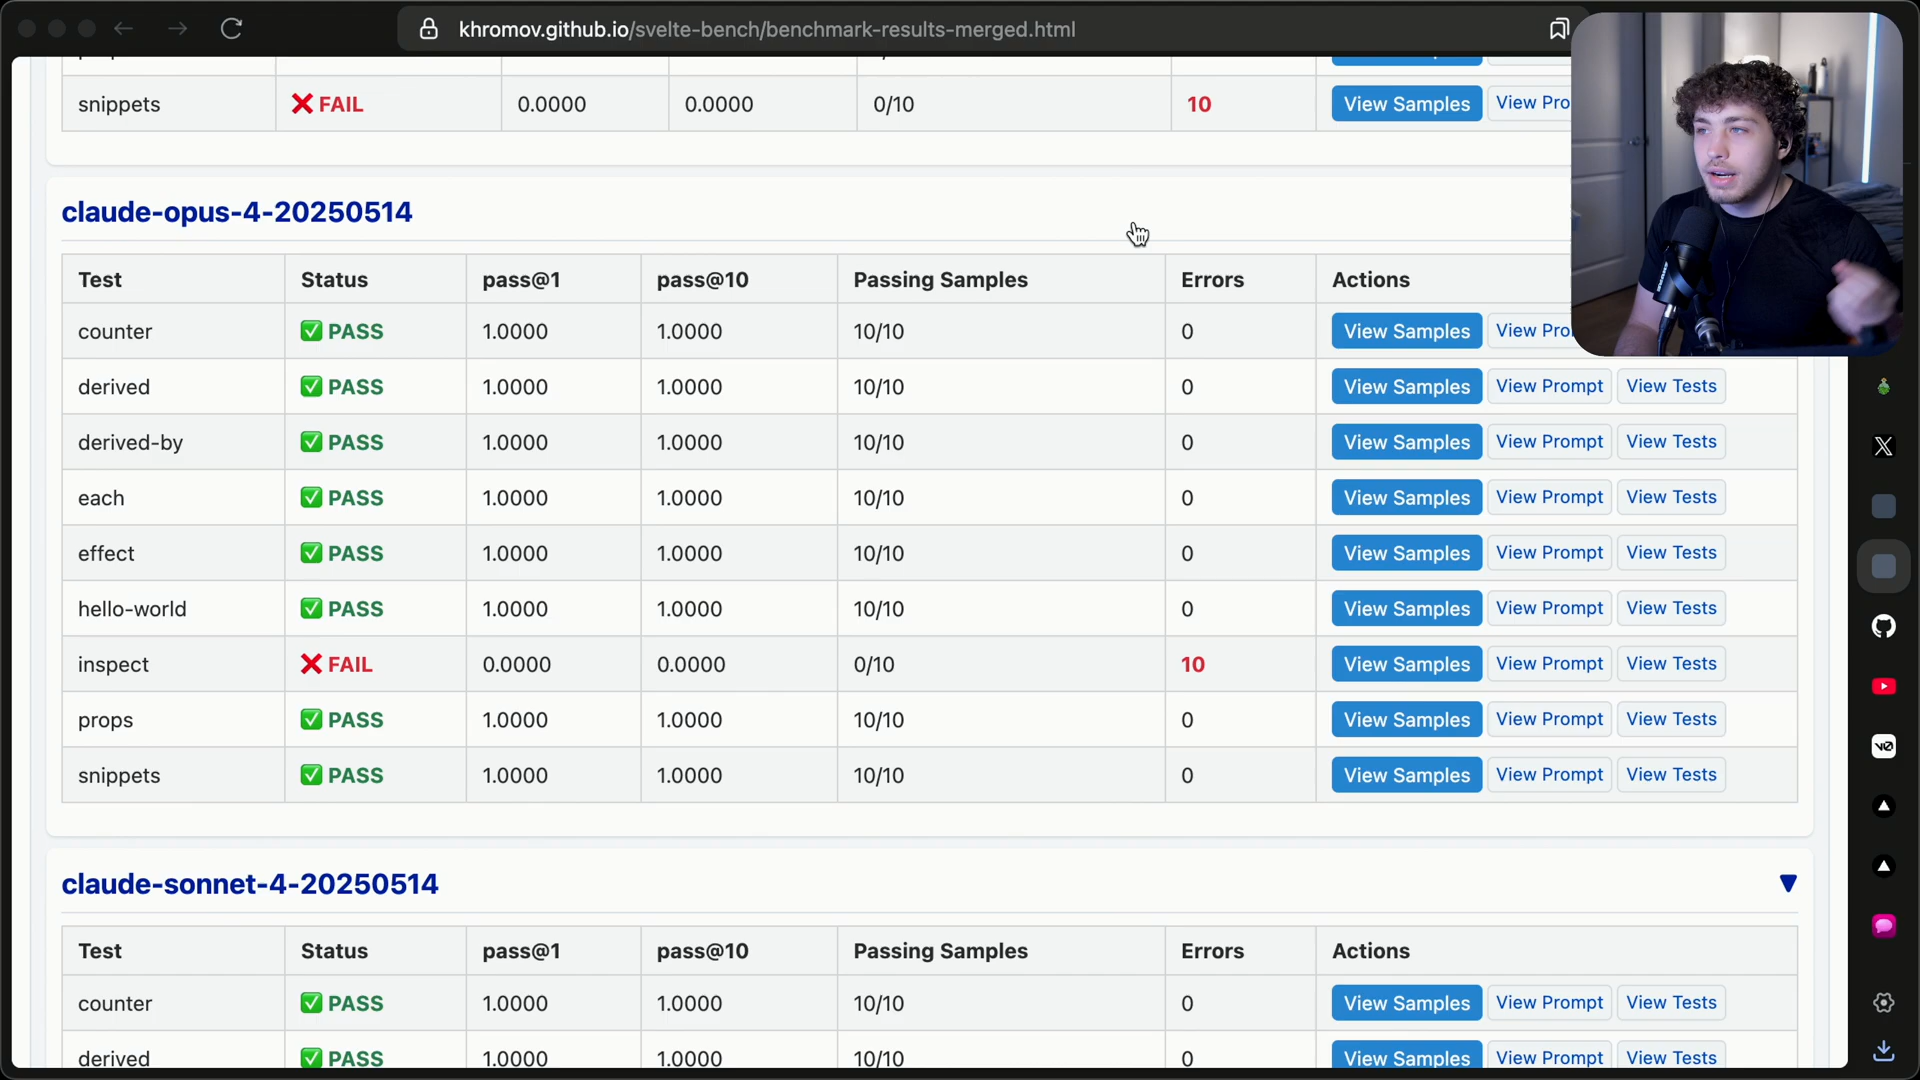 khromov.github.io/svelte-bench/benchmark-results-merged.html
snippets ❌ FAIL 0.0000 0.0000 0/10 10 View Samples View Pro
claude-opus-4-20250514
Test Status pass@1 pass@10 Passing Samples Errors Actions
counter ✅ PASS 1.0000 1.0000 10/10 0 View Samples View Pro
derived ✅ PASS 1.0000 1.0000 10/10 0 View Samples View Prompt View Tests
derived-by ✅ PASS 1.0000 1.0000 10/10 0 View Samples View Prompt View Tests
each ✅ PASS 1.0000 1.0000 10/10 0 View Samples View Prompt View Tests
effect ✅ PASS 1.0000 1.0000 10/10 0 View Samples View Prompt View Tests
hello-world ✅ PASS 1.0000 1.0000 10/10 0 View Samples View Prompt View Tests
inspect ❌ FAIL 0.0000 0.0000 0/10 10 View Samples View Prompt View Tests
props ✅ PASS 1.0000 1.0000 10/10 0 View Samples View Prompt View Tests
snippets ✅ PASS 1.0000 1.0000 10/10 0 View Samples View Prompt View Tests
claude-sonnet-4-20250514
Test Status pass@1 pass@10 Passing Samples Errors Actions
counter ✅ PASS 1.0000 1.0000 10/10 0 View Samples View Prompt View Tests
derived ✅ PASS 1.0000 1.0000 10/10 0 View Samples View Prompt View Tests